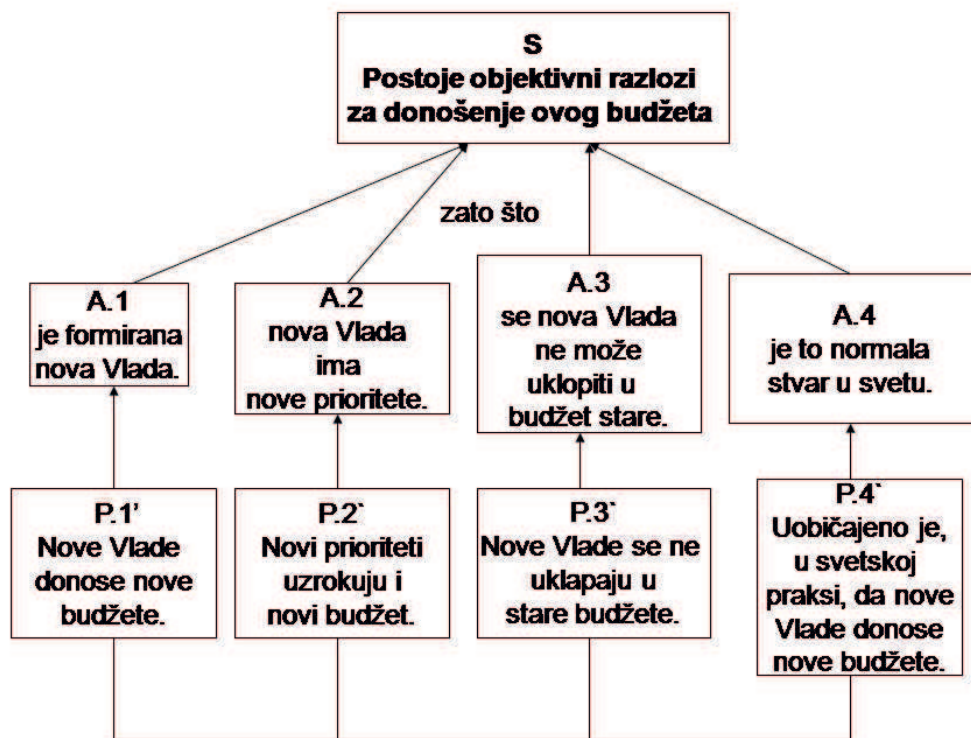 S
Postoje objektivni razlozi
za donošenje ovog budžeta
zato što
A.1
je formirana
nova Vlada.
A.2
nova Vlada
ima
nove prioritete.
A.3
se nova Vlada
ne može
uklopiti u
budžet stare.
A.4
je to normala
stvar u svetu.
P.1’
Nove Vlade
donose nove
budžete.
P.2`
Novi prioriteti
uzrokuju i
novi budžet.
P.3`
Nove Vlade se ne
uklapaju u
stare budžete.
P.4`
Uobičajeno je,
u svetskoj
praksi, da nove
Vlade donose
nove budžete.